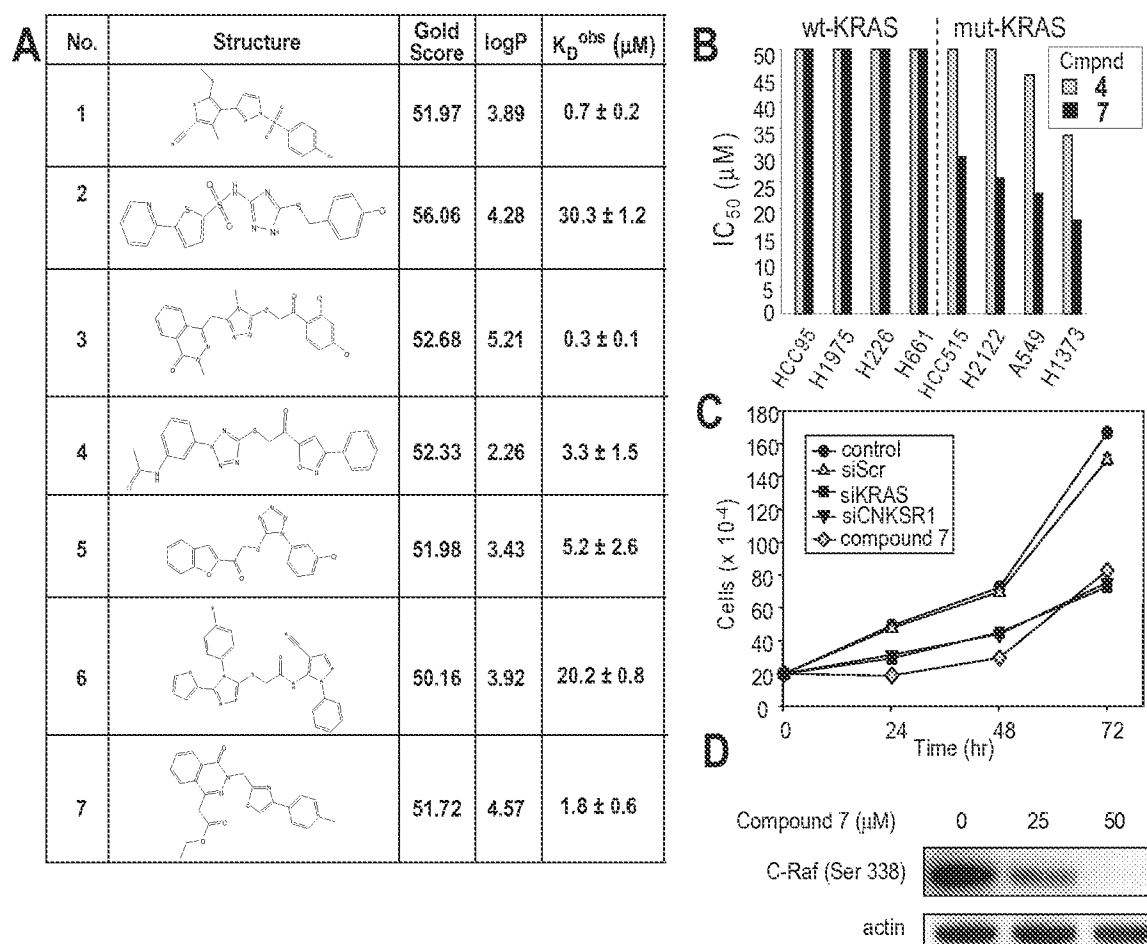 A
No. Structure Gold Score logP K_D^obs (μM)
1 51.97 3.89 0.7 ± 0.2
2 56.06 4.28 30.3 ± 1.2
3 52.68 5.21 0.3 ± 0.1
4 52.33 2.26 3.3 ± 1.5
5 51.98 3.43 5.2 ± 2.6
6 50.16 3.92 20.2 ± 0.8
7 51.72 4.57 1.8 ± 0.6
B
wt-KRAS mut-KRAS
Cmpnd
4
7
IC50 (μM)
50
45
40
35
30
25
20
15
10
5
0
HCC95 H1975 H226 H661 HCC515 H2122 A549 H1373
C
control
siScr
siKRAS
siCNKSR1
compound 7
Cells (x 10^-4)
180
160
140
120
100
80
60
40
20
0
0 24 48 72
Time (hr)
D
Compound 7 (μM) 0 25 50
C-Raf (Ser 338)
actin